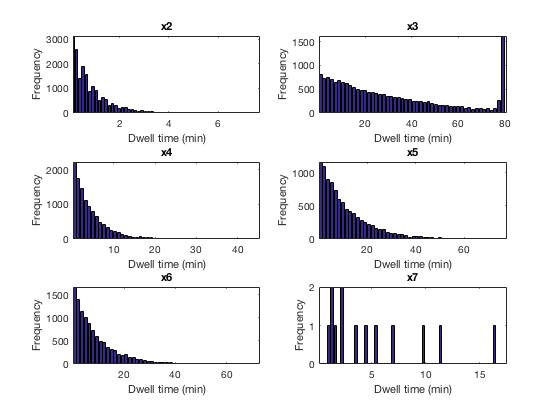 x2
3000
2000
1000
0
Frequency
2
4
6
Dwell time (min)
x3
1500
1000
500
0
Frequency
20
40
60
80
Dwell time (min)
x4
2000
1000
0
Frequency
10
20
30
40
Dwell time (min)
x5
1000
500
0
Frequency
20
40
60
Dwell time (min)
x6
1500
1000
500
0
Frequency
20
40
60
Dwell time (min)
x7
2
1
0
Frequency
5
10
15
Dwell time (min)